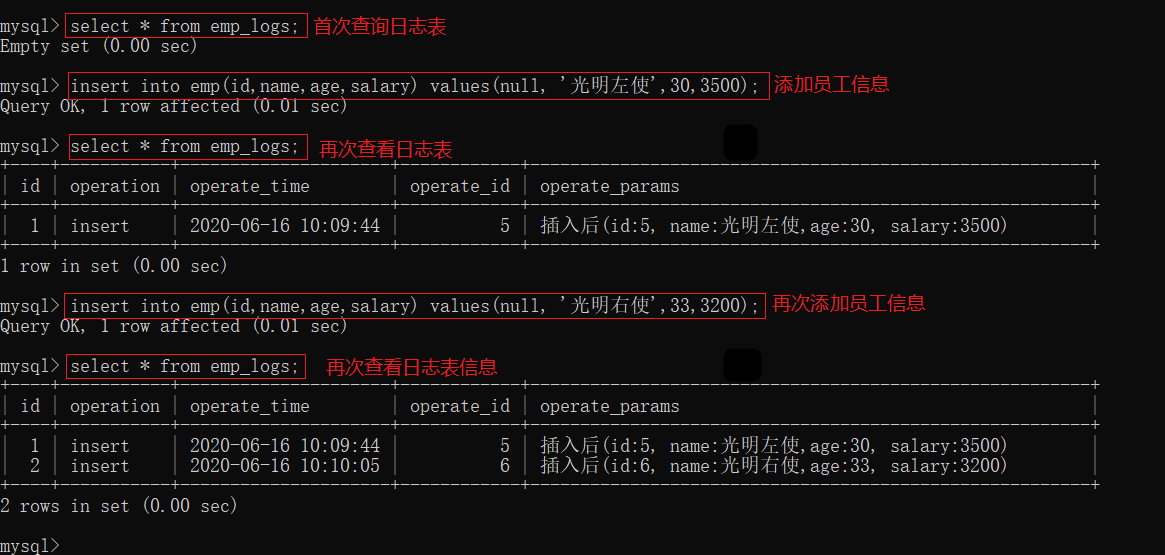 mysql> select * from emp_logs; 首次查询日志表
Empty set (0.00 sec)
mysql> insert into emp(id,name,age,salary) values(null, '光明左使',30,3500); 添加员工信息
Query OK, 1 row affected (0.01 sec)
mysql> select * from emp_logs; 再次查看日志表
+----+-----------+---------------------+------------+--------------------------------------------------------+
| id | operation | operate_time        | operate_id | operate_params                                         |
+----+-----------+---------------------+------------+--------------------------------------------------------+
|  1 | insert    | 2020-06-16 10:09:44 |          5 | 插入后(id:5, name:光明左使,age:30, salary:3500)        |
+----+-----------+---------------------+------------+--------------------------------------------------------+
1 row in set (0.00 sec)
mysql> insert into emp(id,name,age,salary) values(null, '光明右使',33,3200); 再次添加员工信息
Query OK, 1 row affected (0.01 sec)
mysql> select * from emp_logs; 再次查看日志表信息
+----+-----------+---------------------+------------+--------------------------------------------------------+
| id | operation | operate_time        | operate_id | operate_params                                         |
+----+-----------+---------------------+------------+--------------------------------------------------------+
|  1 | insert    | 2020-06-16 10:09:44 |          5 | 插入后(id:5, name:光明左使,age:30, salary:3500)        |
|  2 | insert    | 2020-06-16 10:10:05 |          6 | 插入后(id:6, name:光明右使,age:33, salary:3200)        |
+----+-----------+---------------------+------------+--------------------------------------------------------+
2 rows in set (0.00 sec)
mysql>